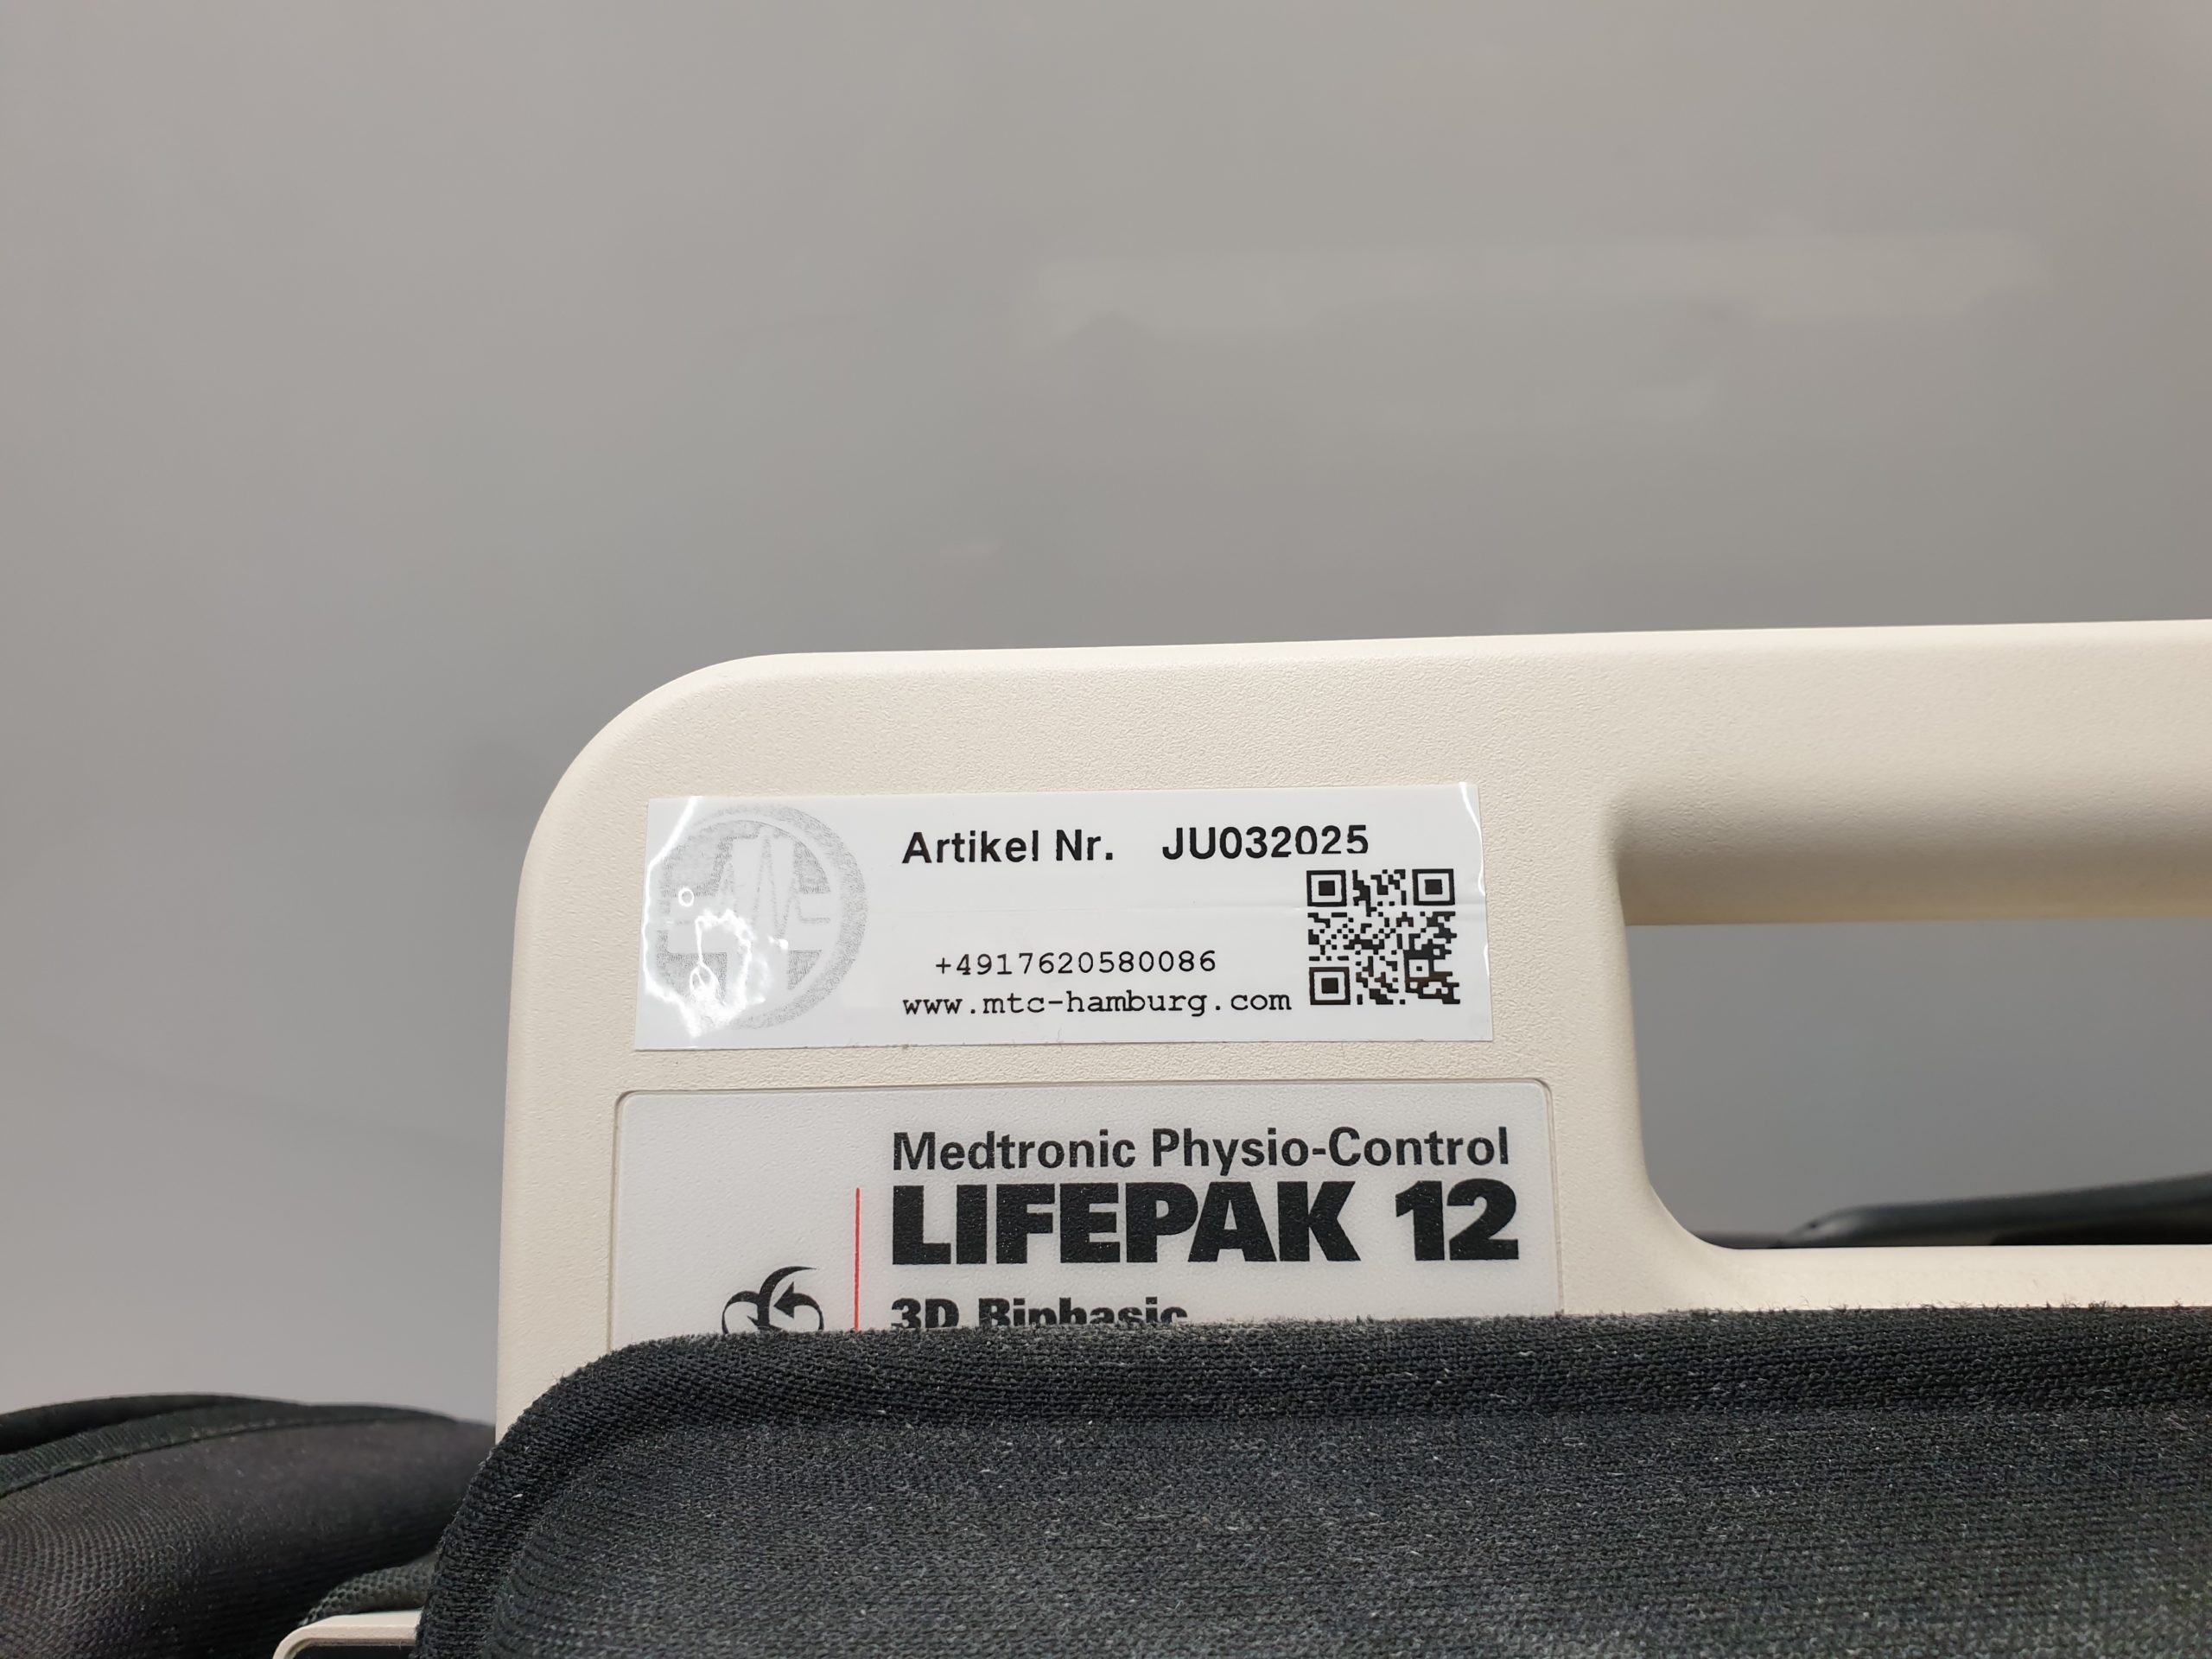 Artikel Nr. JU032025
+4917620580086
www.mtc-hamburg.com
Medtronic Physio-Control
LIFEPAK 12
3D Biphasic